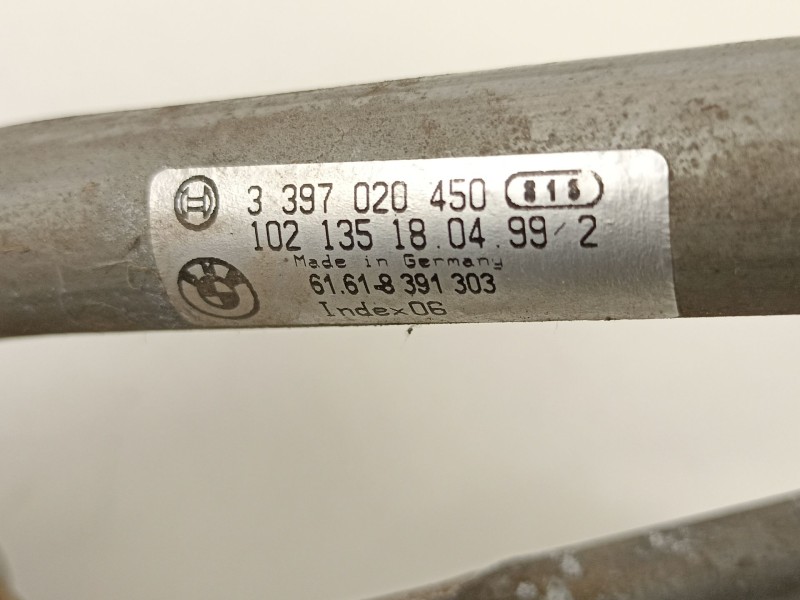 3 397 020 450 816
102 135 18.04.99/2
Made in Germany
61.61-8 391 303
Index06